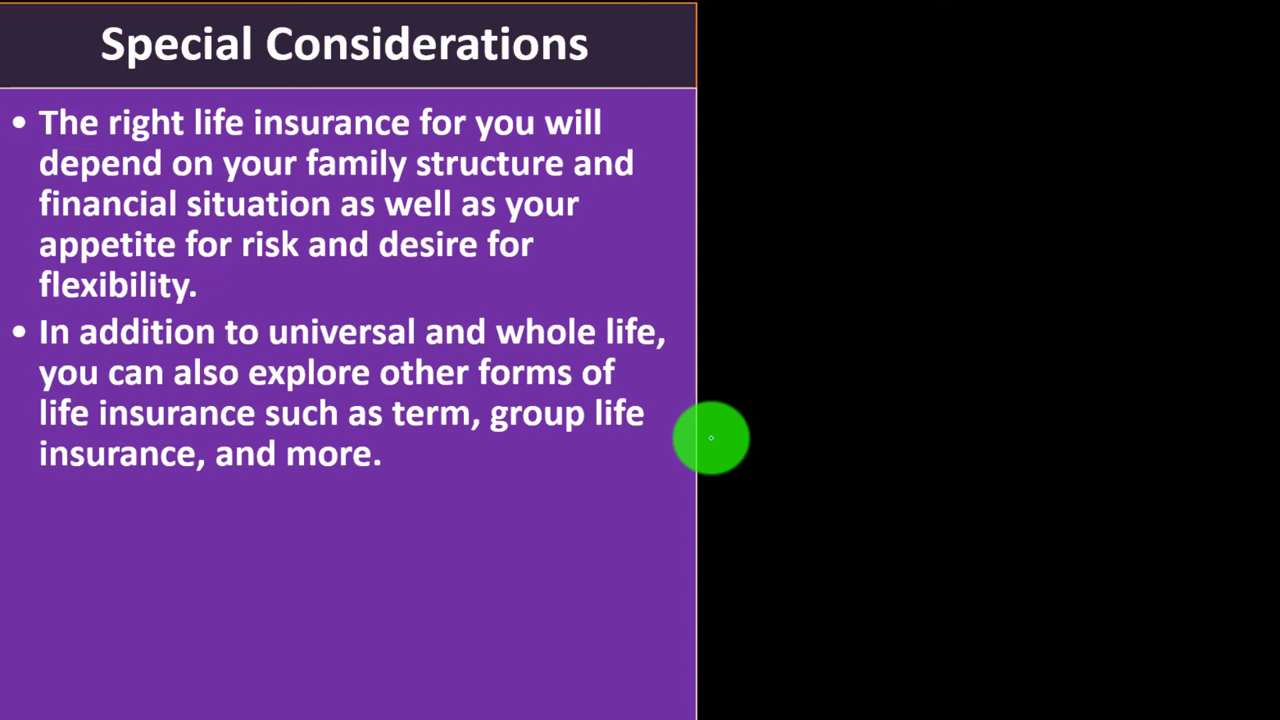 Special Considerations
• The right life insurance for you will
depend on your family structure and
financial situation as well as your
appetite for risk and desire for
flexibility.
• In addition to universal and whole life,
you can also explore other forms of
life insurance such as term, group life
insurance, and more.